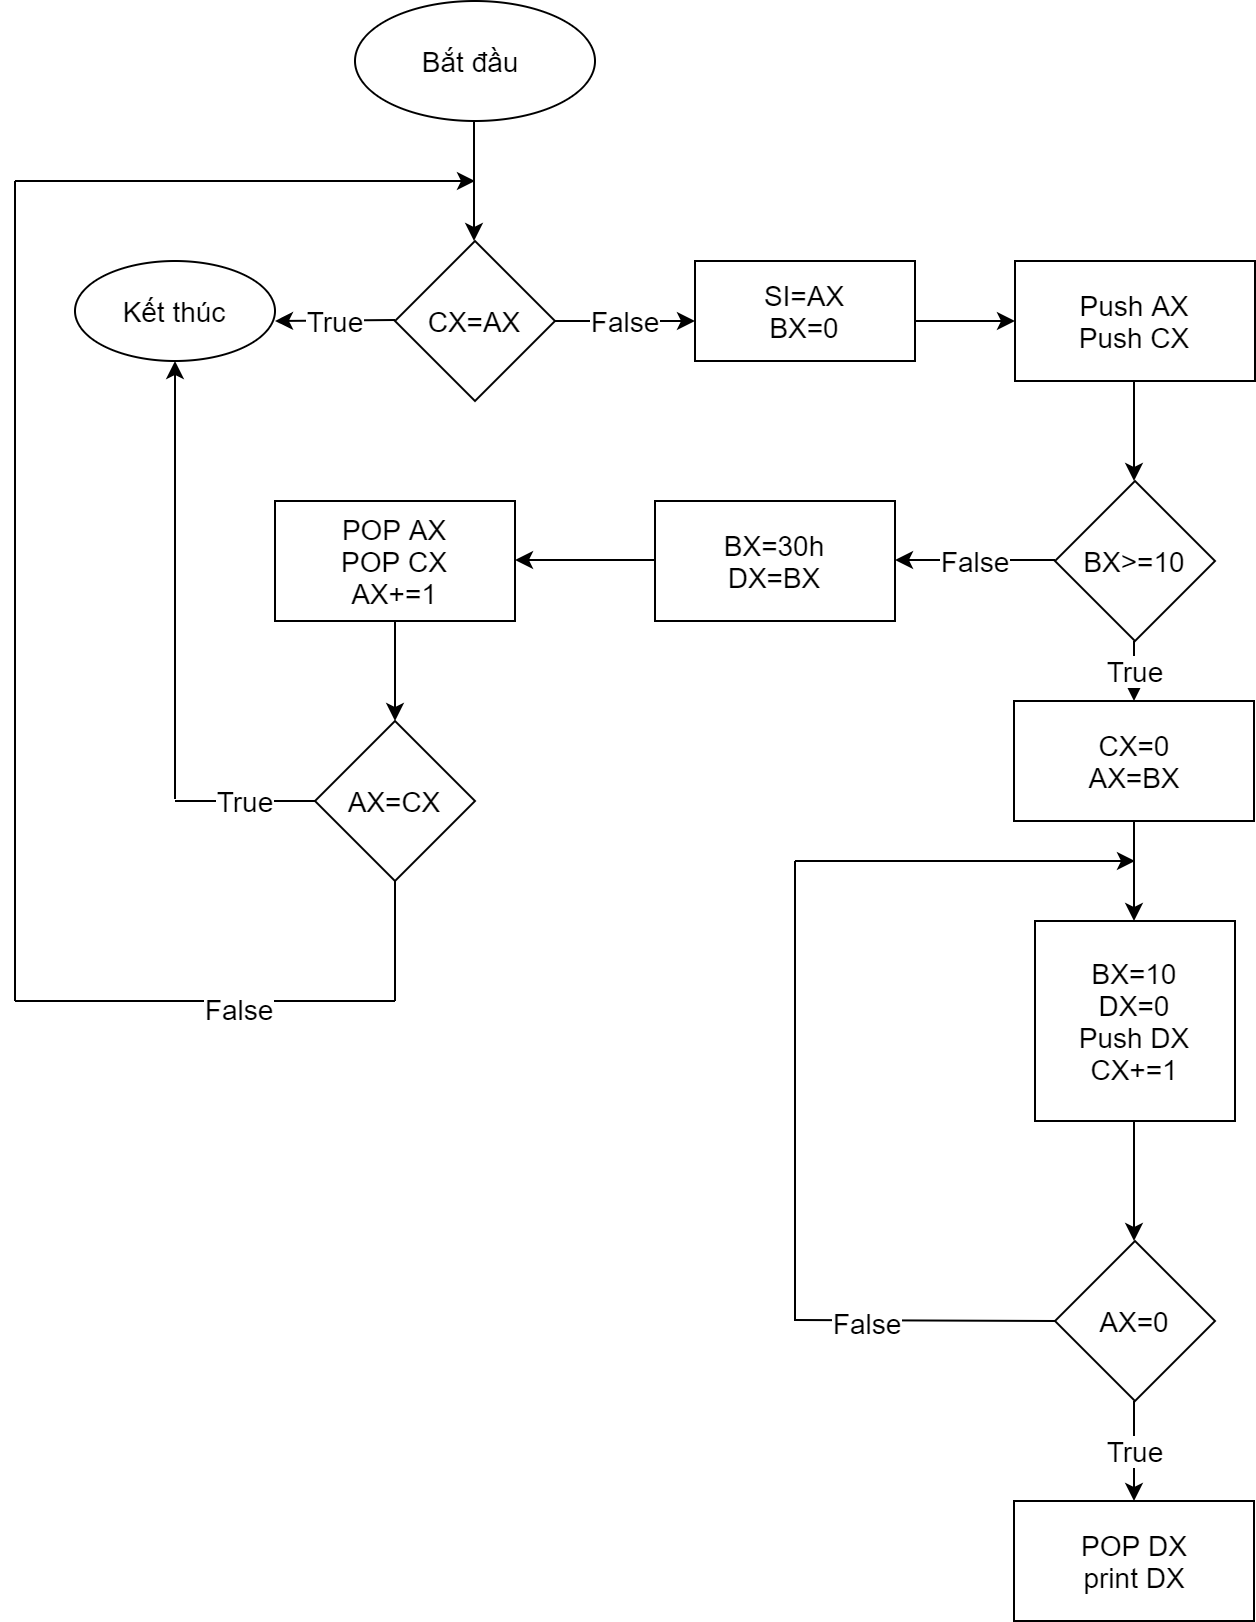 Bắt đầu
Kết thúc
True
CX=AX
False
SI=AX
BX=0
Push AX
Push CX
POP AX
POP CX
AX+=1
BX=30h
DX=BX
False
BX>=10
True
CX=0
AX=BX
True
AX=CX
False
BX=10
DX=0
Push DX
CX+=1
False
AX=0
True
POP DX
print DX